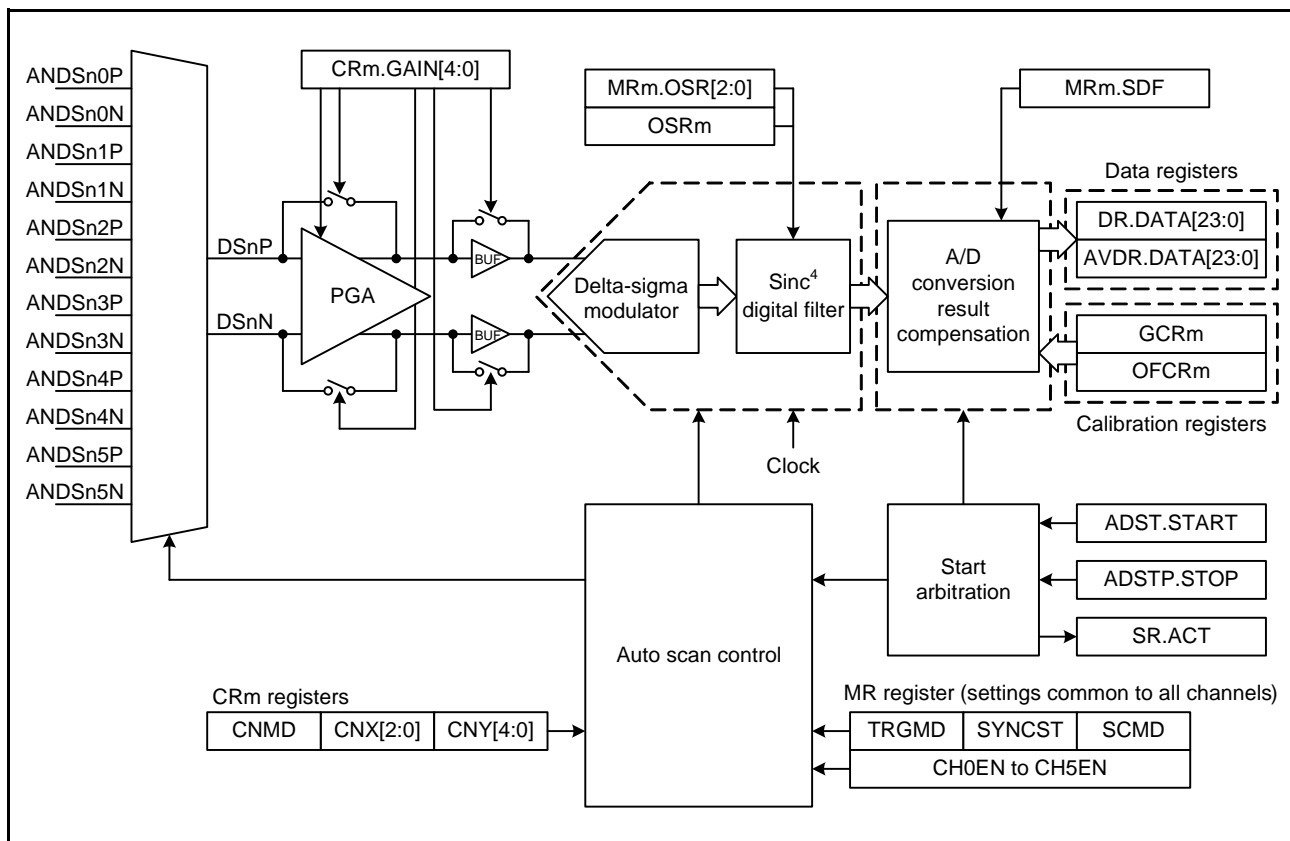 ANDSn0P
ANDSn0N
ANDSn1P
ANDSn1N
ANDSn2P
ANDSn2N
ANDSn3P
ANDSn3N
ANDSn4P
ANDSn4N
ANDSn5P
ANDSn5N
DSnP
DSnN
CRm.GAIN[4:0]
PGA
BUF
BUF
MRm.OSR[2:0]
OSRm
MRm.SDF
Delta-sigma
modulator
Sinc⁴
digital filter
A/D
conversion
result
compensation
Data registers
DR.DATA[23:0]
AVDR.DATA[23:0]
GCRm
OFCRm
Calibration registers
Clock
Auto scan control
Start
arbitration
ADST.START
ADSTP.STOP
SR.ACT
CRm registers
CNMD CNX[2:0] CNY[4:0]
MR register (settings common to all channels)
TRGMD SYNCST SCMD
CH0EN to CH5EN